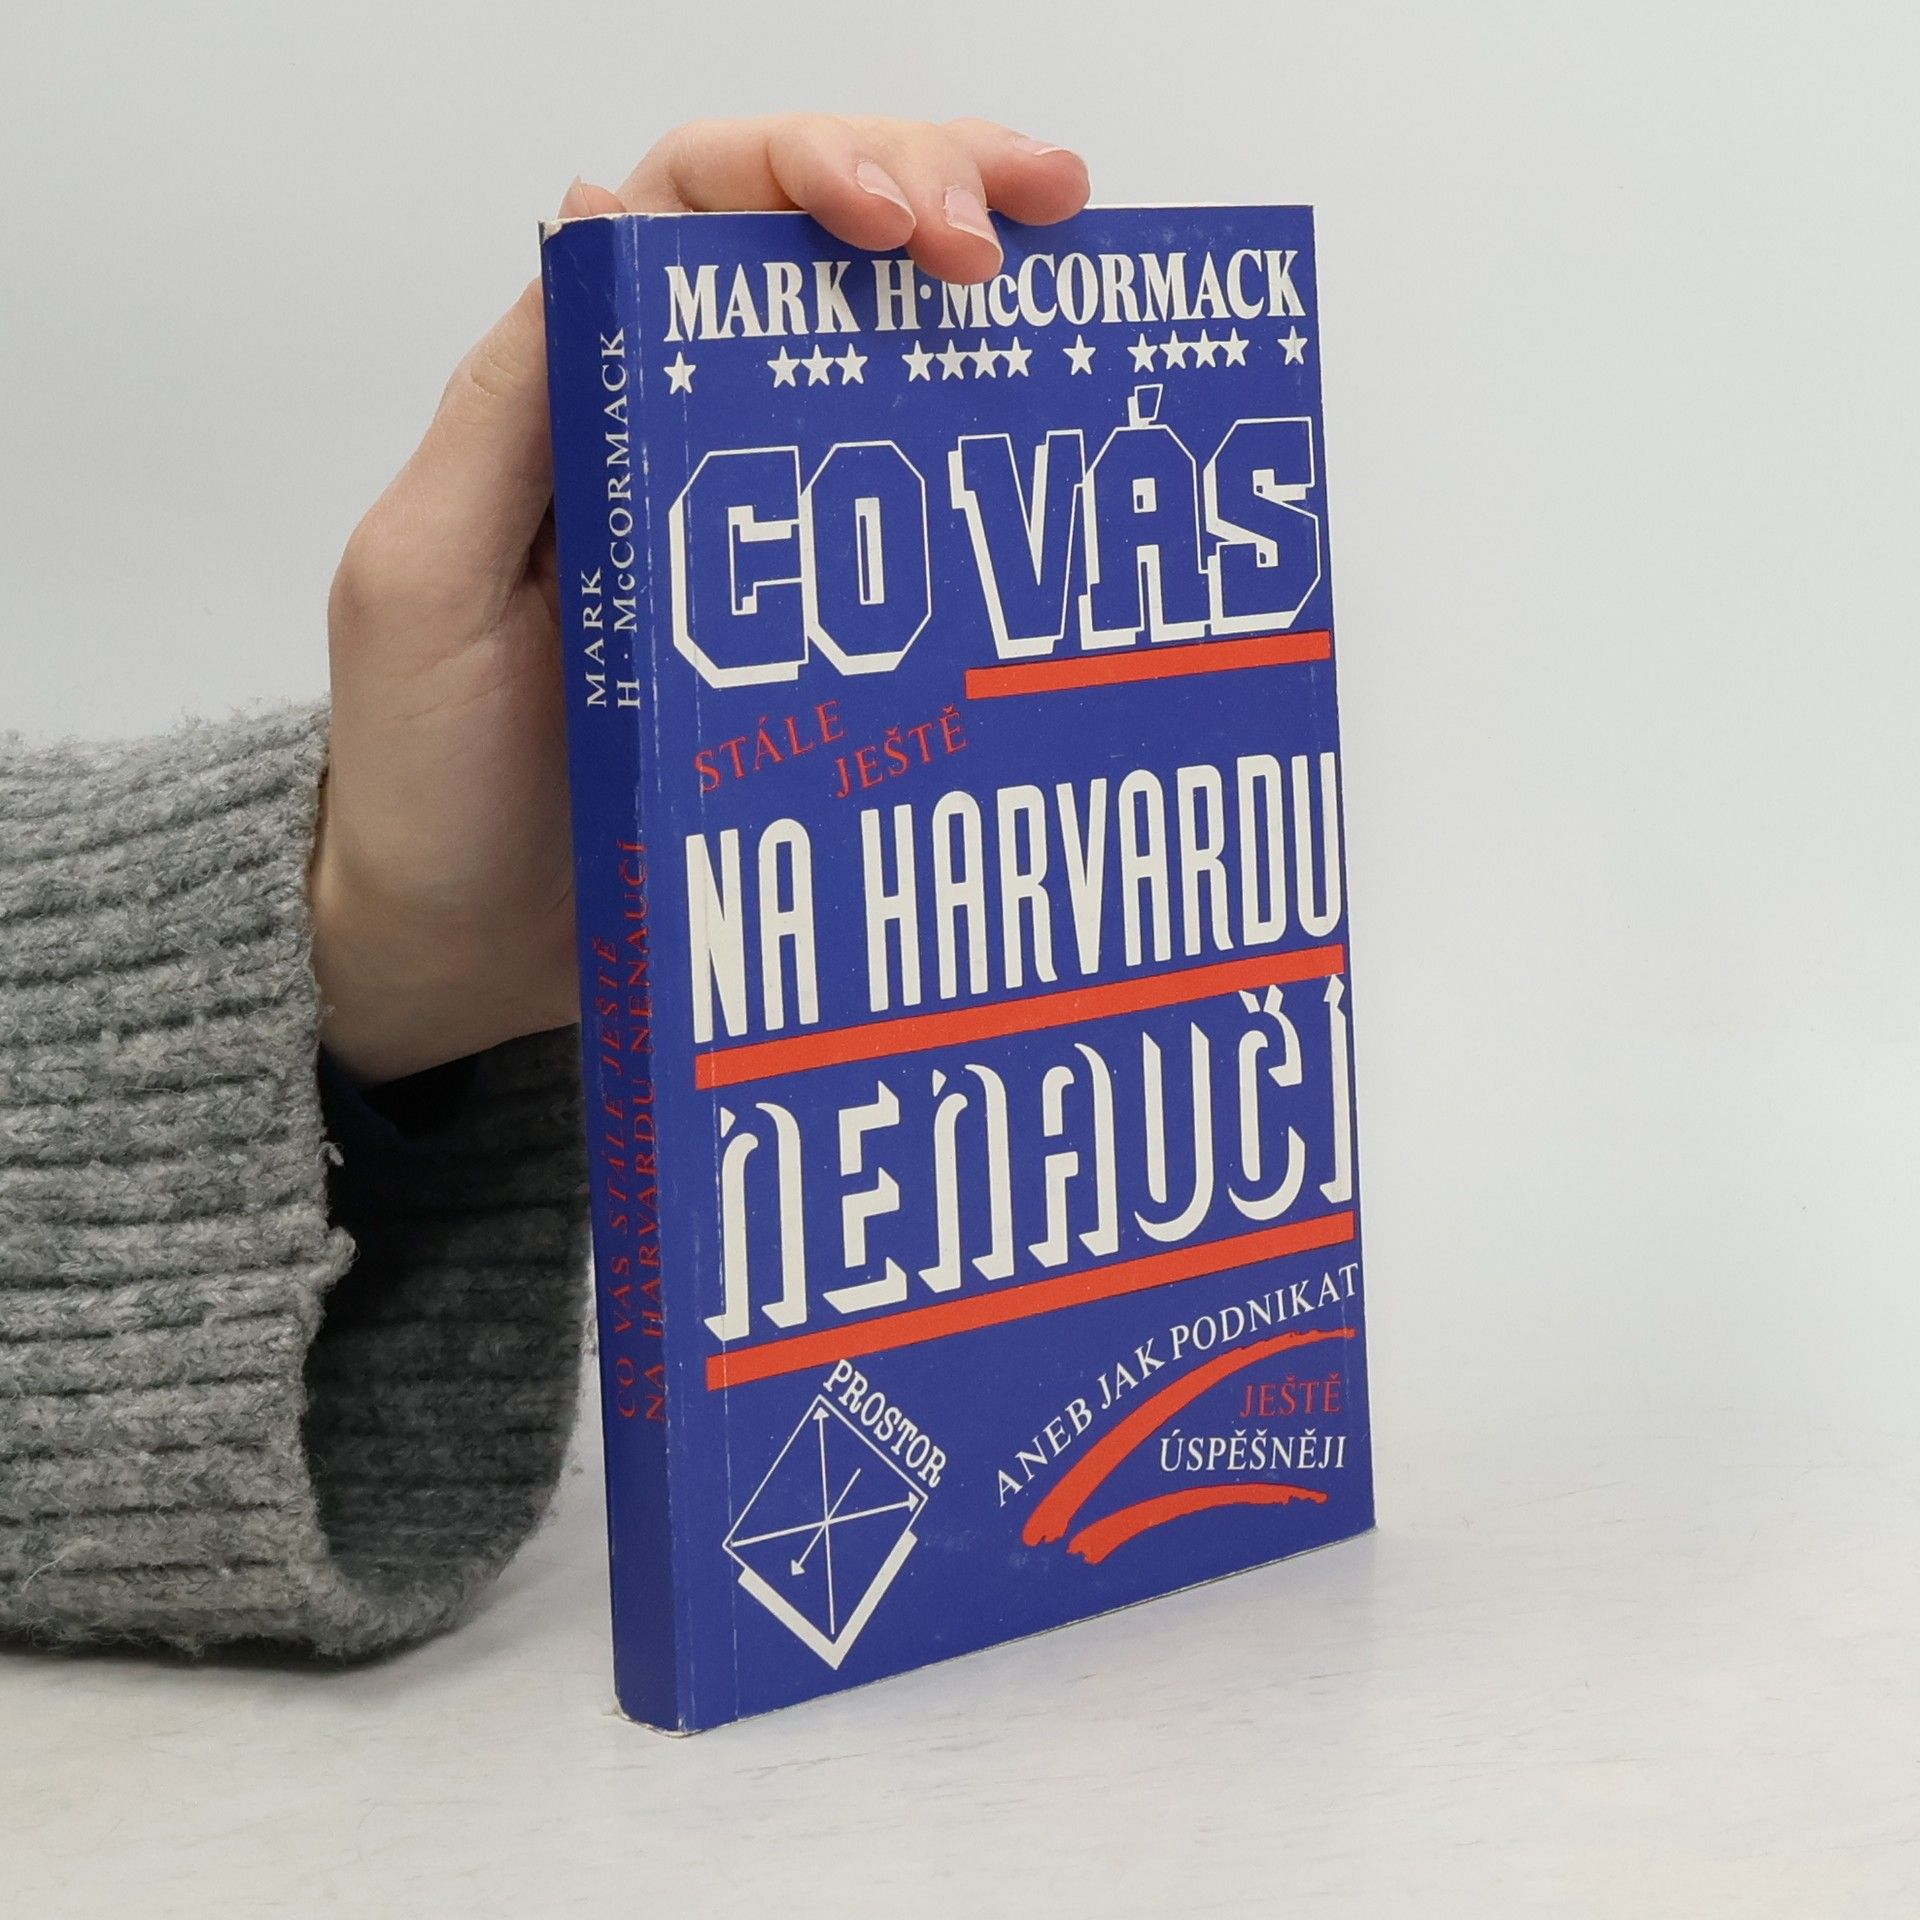 MARK H. McCORMACK
CO VÁS
STÁLE
JEŠTĚ
NA HARVARDU
NENAUČÍ
ANEB JAK PODNIKAT
JEŠTĚ
ÚSPĚŠNĚJI
PROSTOR
MARK
H. McCORMACK
CO VÁS STÁLE JEŠTĚ
NA HARVARDU NENAUČÍ